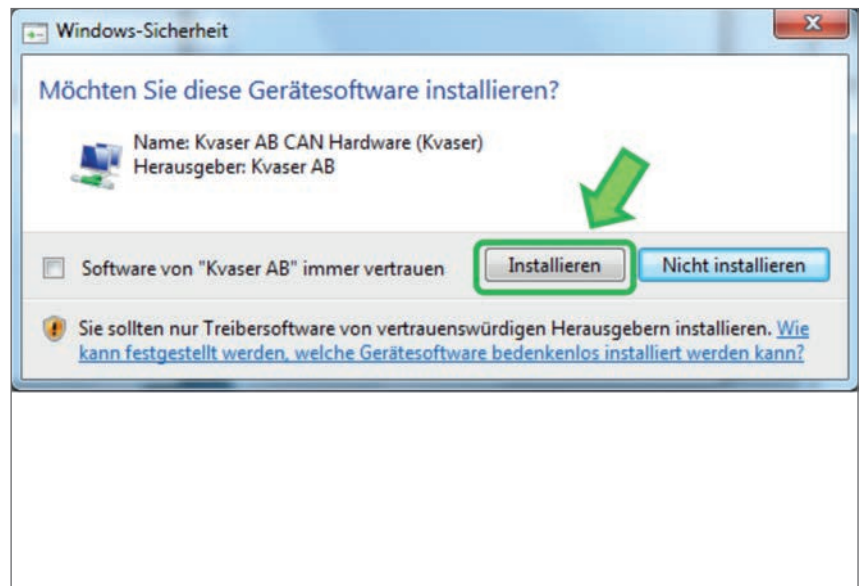 Windows-Sicherheit
Möchten Sie diese Gerätesoftware installieren?
Name: Kvaser AB CAN Hardware (Kvaser)
Herausgeber: Kvaser AB
Software von "Kvaser AB" immer vertrauen
Installieren
Nicht installieren
Sie sollten nur Treibersoftware von vertrauenswürdigen Herausgebern installieren. Wie
kann festgestellt werden, welche Gerätesoftware bedenkenlos installiert werden kann?